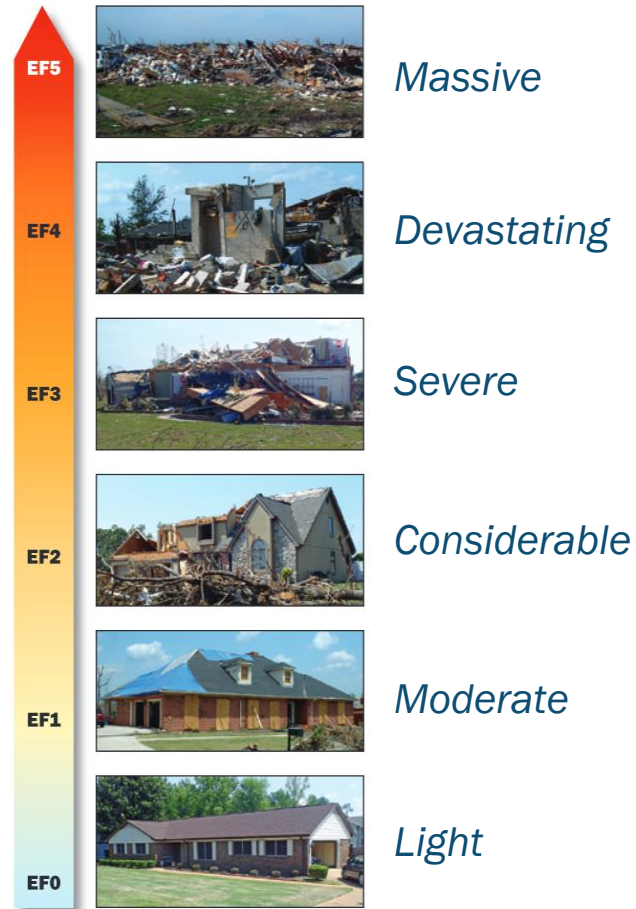 EF5
Massive
EF4
Devastating
EF3
Severe
EF2
Considerable
EF1
Moderate
EF0
Light